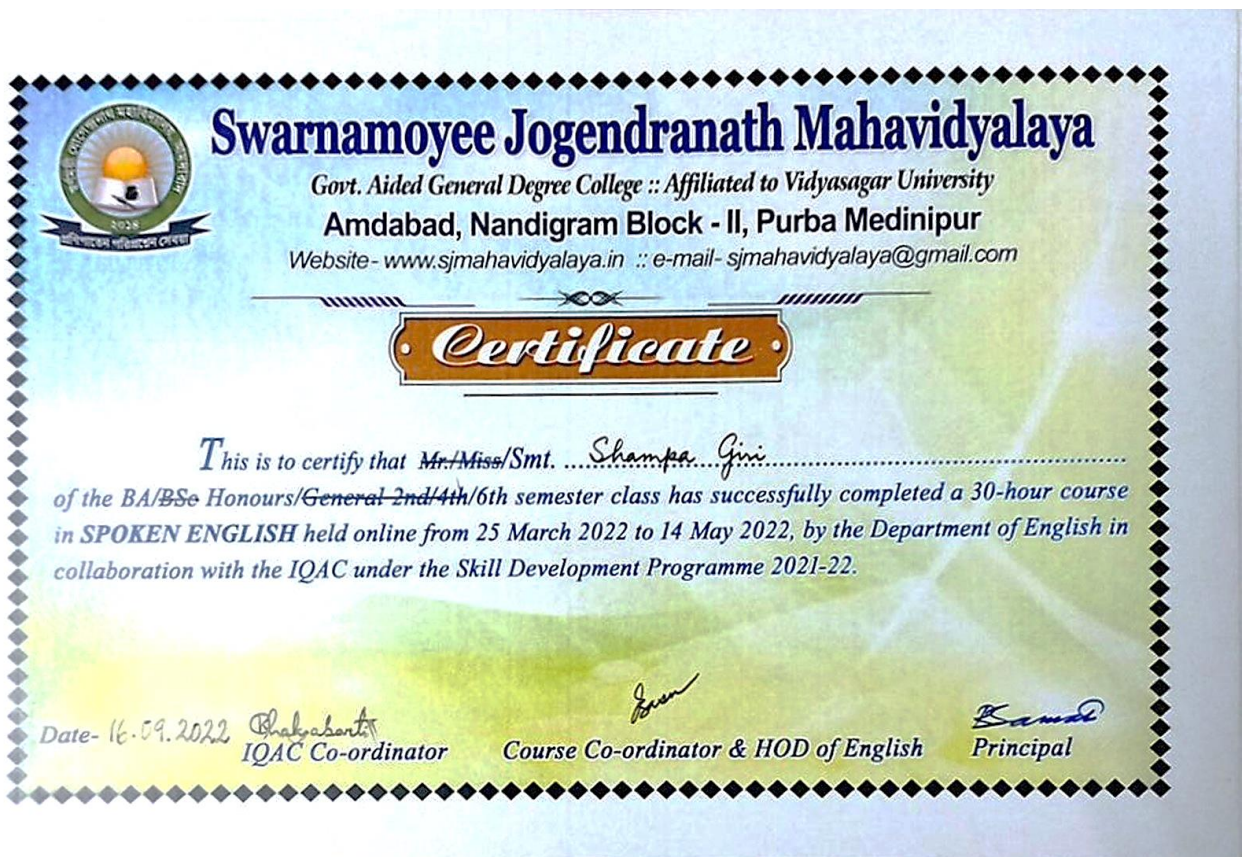 Swarnamoyee Jogendranath Mahavidyalaya
Govt. Aided General Degree College :: Affiliated to Vidyasagar University
Amdabad, Nandigram Block - II, Purba Medinipur
Website- www.sjmahavidyalaya.in :: e-mail- sjmahavidyalaya@gmail.com
২০১৪
Certificate
This is to certify that Mr./Miss/Smt. Shampa Giri
of the BA/BSc Honours/General 2nd/4th/6th semester class has successfully completed a 30-hour course
in SPOKEN ENGLISH held online from 25 March 2022 to 14 May 2022, by the Department of English in
collaboration with the IQAC under the Skill Development Programme 2021-22.
Date- 16.09.2022
IQAC Co-ordinator
Course Co-ordinator & HOD of English
Principal